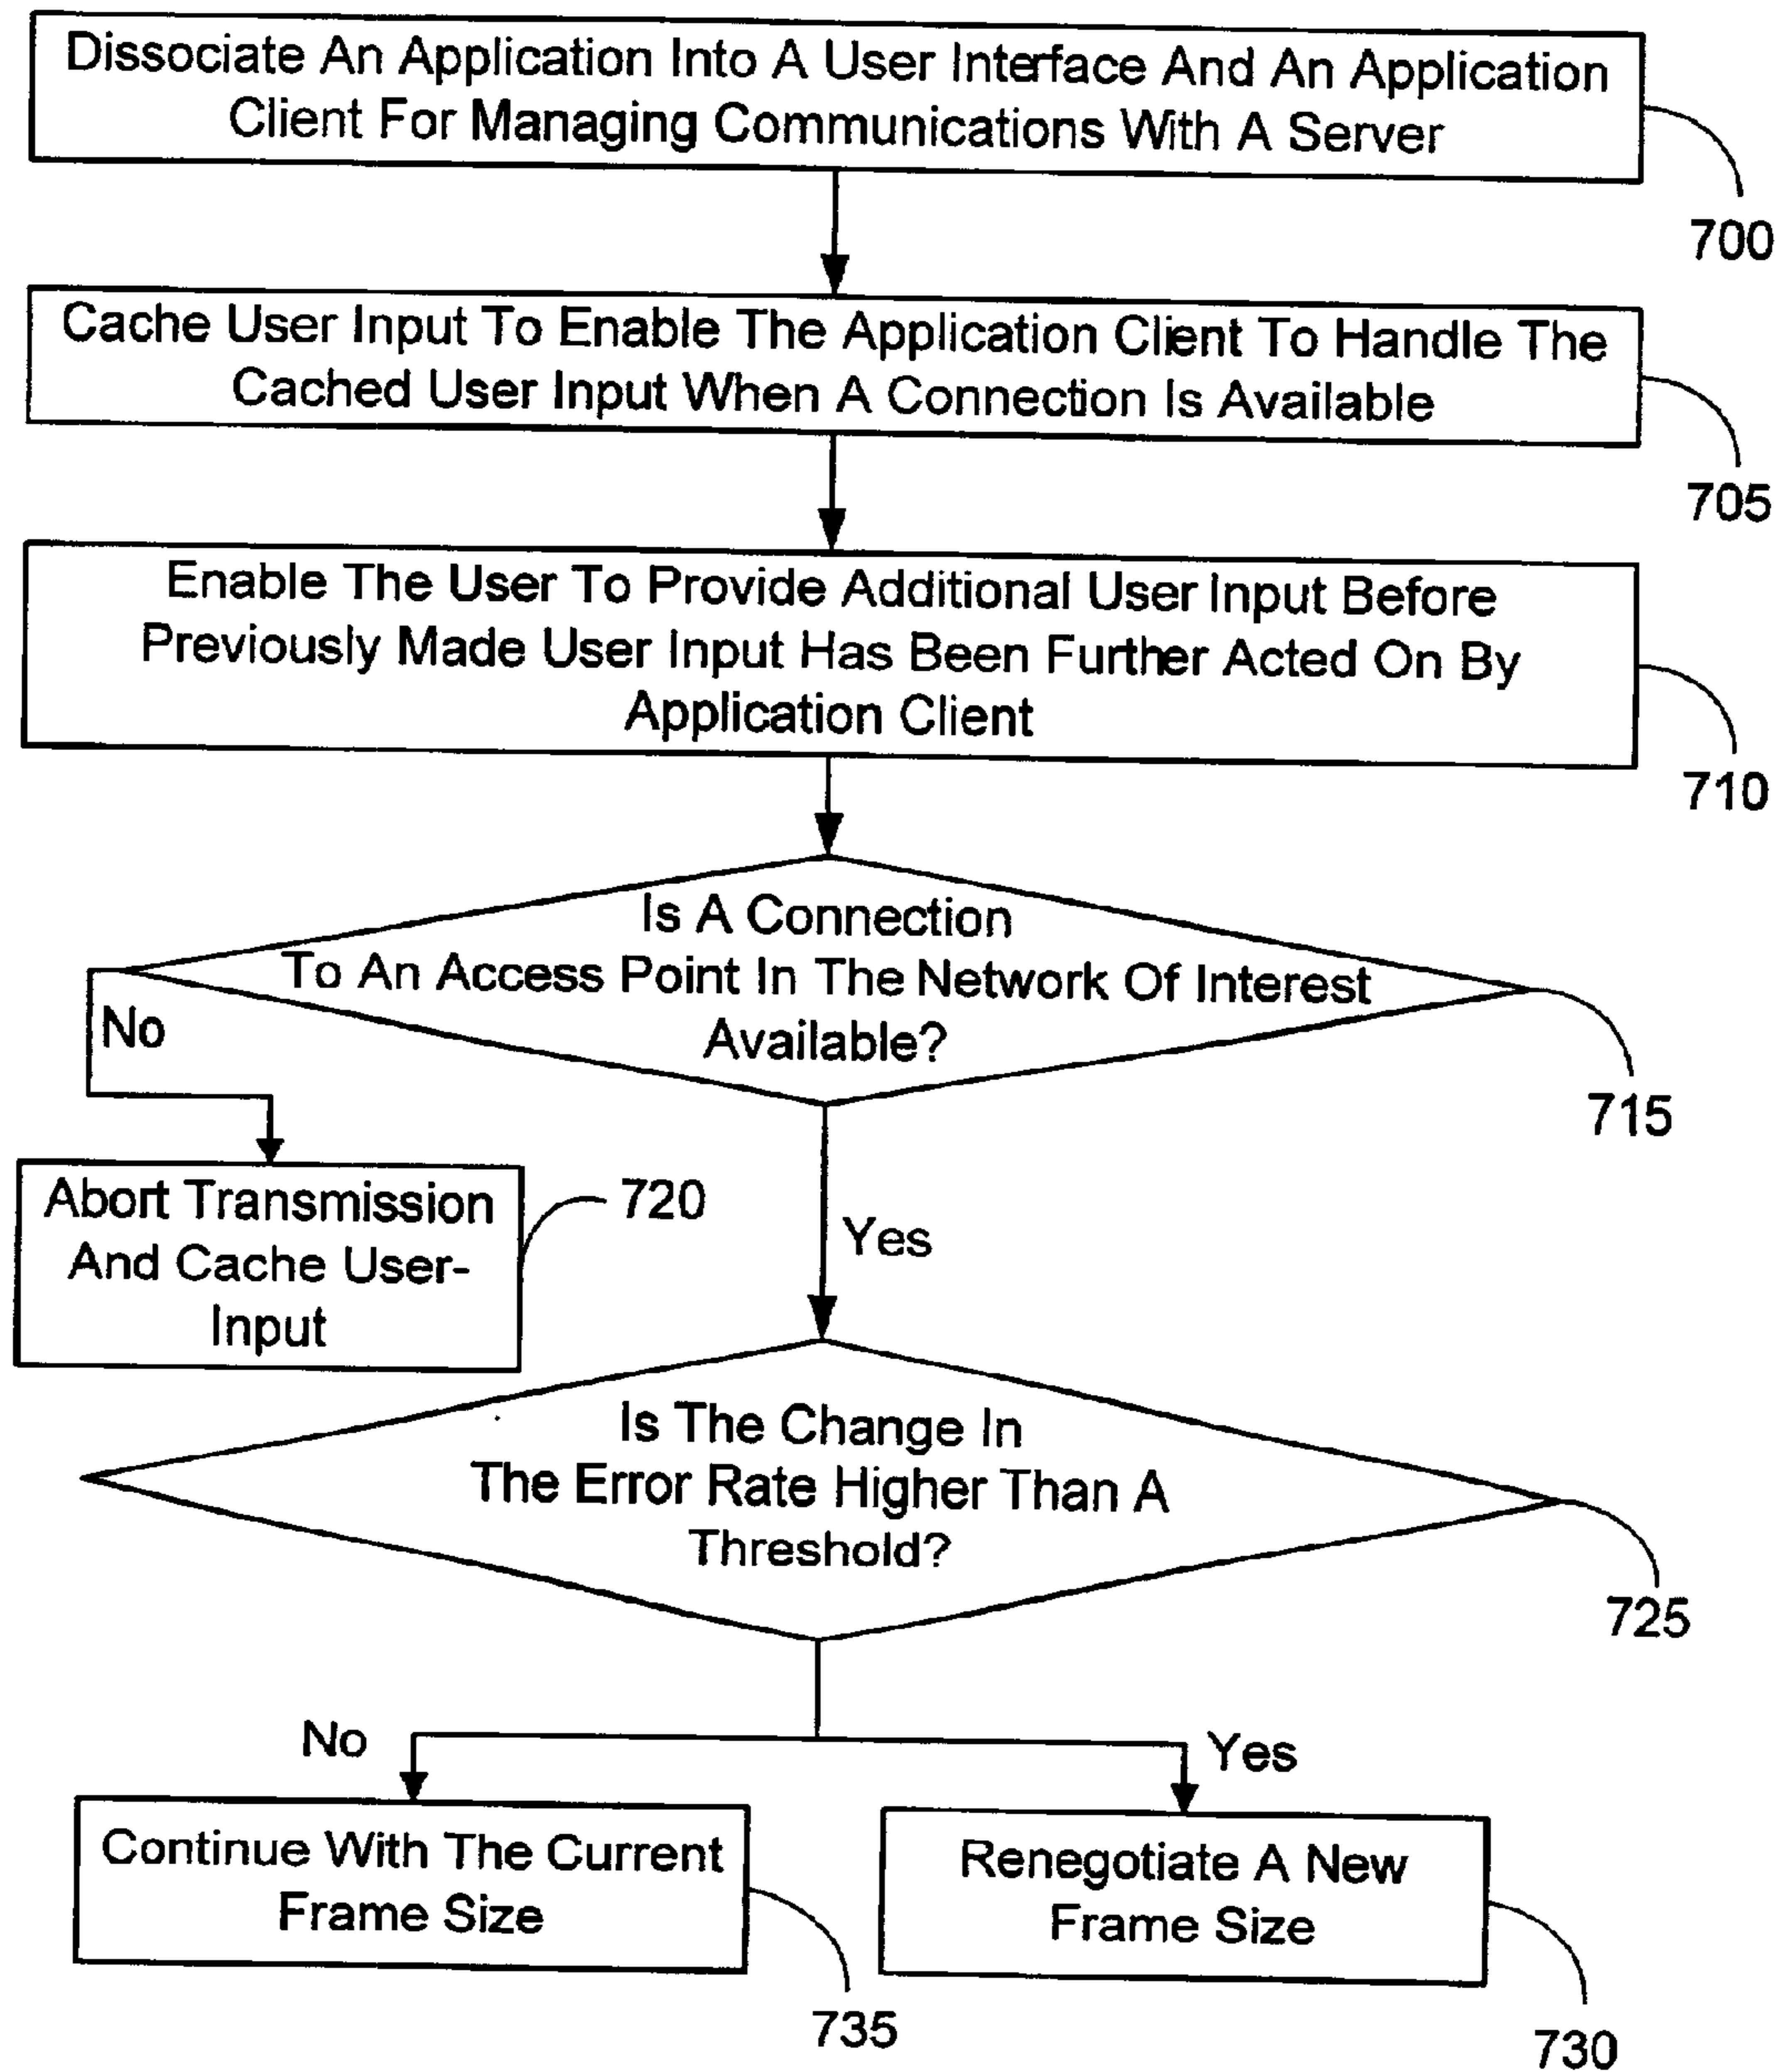 Dissociate An Application Into A User Interface And An Application
Client For Managing Communications With A Server
700
Cache User Input To Enable The Application Client To Handle The
Cached User Input When A Connection Is Available
705
Enable The User To Provide Additional User Input Before
Previously Made User Input Has Been Further Acted On By
Application Client
710
Is A Connection
To An Access Point In The Network Of Interest
Available?
No
715
Abort Transmission
And Cache User-
Input
720
Yes
Is The Change In
The Error Rate Higher Than A
Threshold?
725
No
Yes
Continue With The Current
Frame Size
Renegotiate A New
Frame Size
735
730